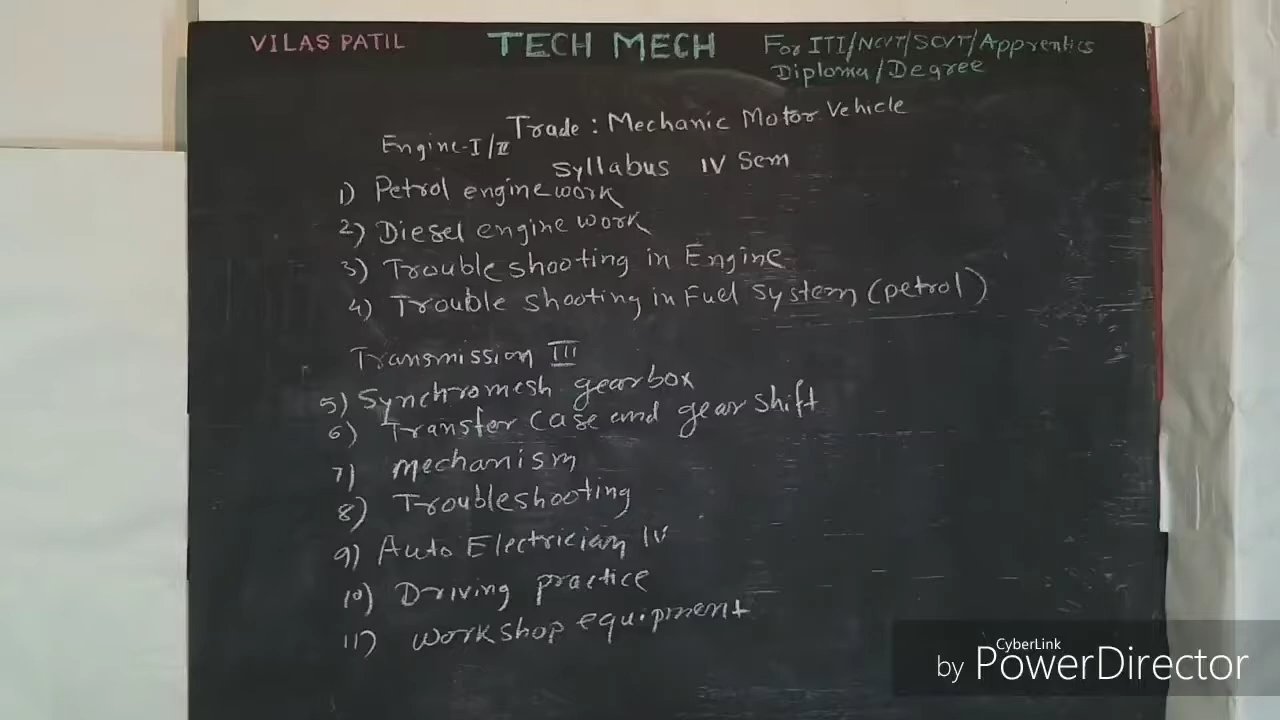 VILAS PATIL TECH MECH For ITI/NCVT/SCVT/Apprentics
Diploma/Degree
Trade : Mechanic Motor Vehicle
Engine-I/II
Syllabus IV Sem
1) Petrol engine work
2) Diesel engine work
3) Trouble shooting in Engine
4) Trouble shooting in Fuel system (petrol)
Transmission III
5) Synchromesh gearbox
6) Transfer case and gear shift
7) mechanism
8) Troubleshooting
9) Auto Electrician IV
10) Driving practice
11) workshop equipment
CyberLink
by PowerDirector